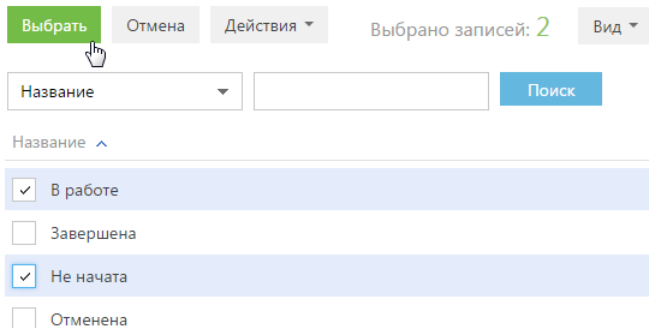 Выбрать Отмена Действия Выбрано записей: 2 Вид
Название Поиск
Название
В работе
Завершена
Не начата
Отменена